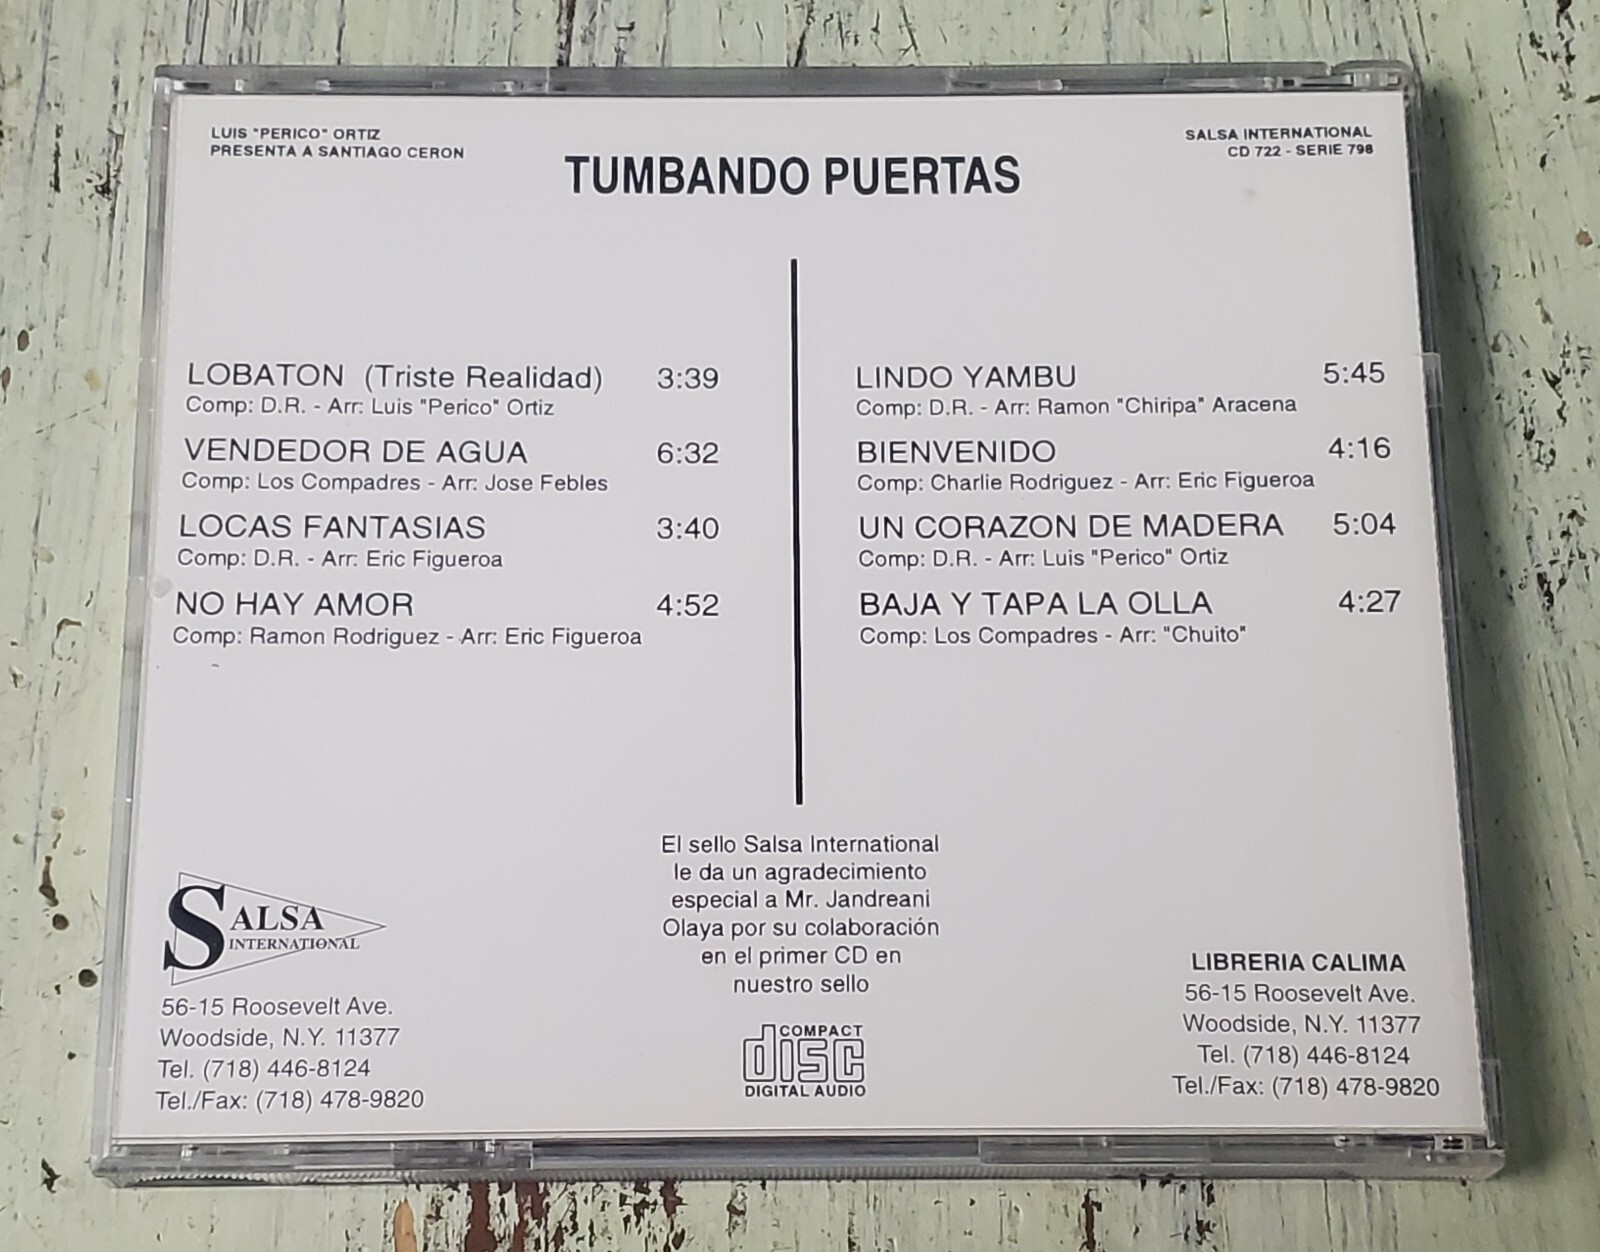 LUIS "PERICO" ORTIZ
PRESENTA A SANTIAGO CERON
SALSA INTERNATIONAL
CD 722 - SERIE 798
TUMBANDO PUERTAS
LOBATON (Triste Realidad) 3:39
Comp: D.R. - Arr: Luis "Perico" Ortiz
VENDEDOR DE AGUA 6:32
Comp: Los Compadres - Arr: Jose Febles
LOCAS FANTASIAS 3:40
Comp: D.R. - Arr: Eric Figueroa
NO HAY AMOR 4:52
Comp: Ramon Rodriguez - Arr: Eric Figueroa
LINDO YAMBU 5:45
Comp: D.R. - Arr: Ramon "Chiripa" Aracena
BIENVENIDO 4:16
Comp: Charlie Rodriguez - Arr: Eric Figueroa
UN CORAZON DE MADERA 5:04
Comp: D.R. - Arr: Luis "Perico" Ortiz
BAJA Y TAPA LA OLLA 4:27
Comp: Los Compadres - Arr: "Chuito"
El sello Salsa International
le da un agradecimiento
especial a Mr. Jandreani
Olaya por su colaboración
en el primer CD en
nuestro sello
COMPACT
disc
DIGITAL AUDIO
SALSA
INTERNATIONAL
56-15 Roosevelt Ave.
Woodside, N.Y. 11377
Tel. (718) 446-8124
Tel./Fax: (718) 478-9820
LIBRERIA CALIMA
56-15 Roosevelt Ave.
Woodside, N.Y. 11377
Tel. (718) 446-8124
Tel./Fax: (718) 478-9820